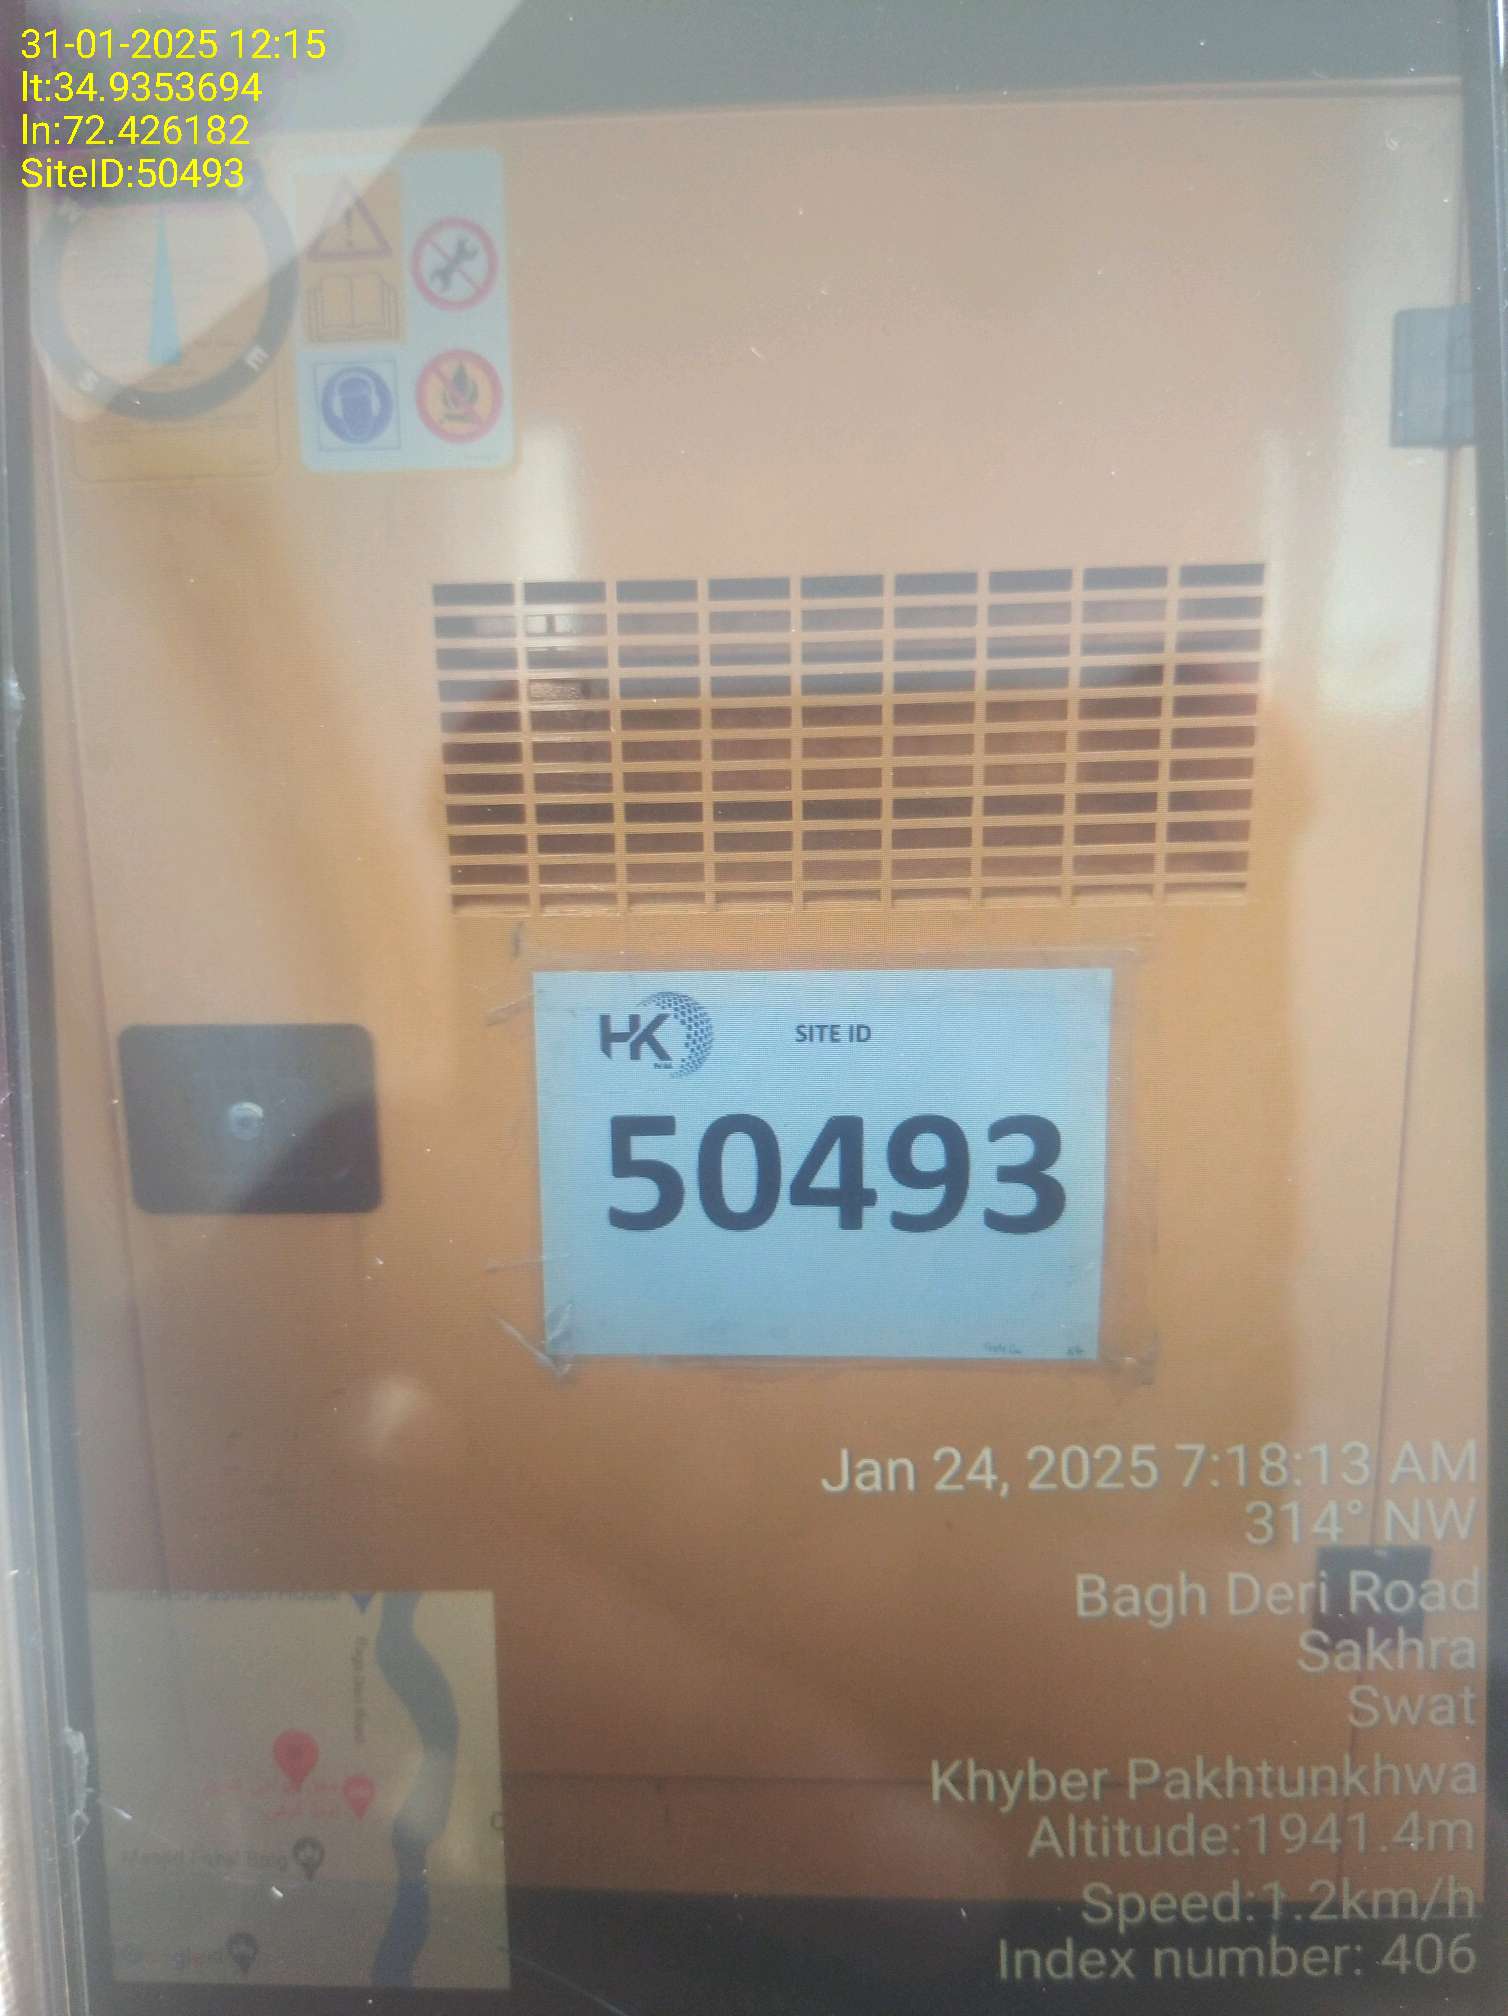 31-01-2025 12:15
lt:34.9353694
ln:72.426182
SiteID:50493
E
S
HK
SITE ID
50493
Jan 24, 2025 7:18:13 AM
314° NW
Bagh Deri Road
Sakhra
Swat
Khyber Pakhtunkhwa
Altitude:1941.4m
Speed:1.2km/h
Index number: 406